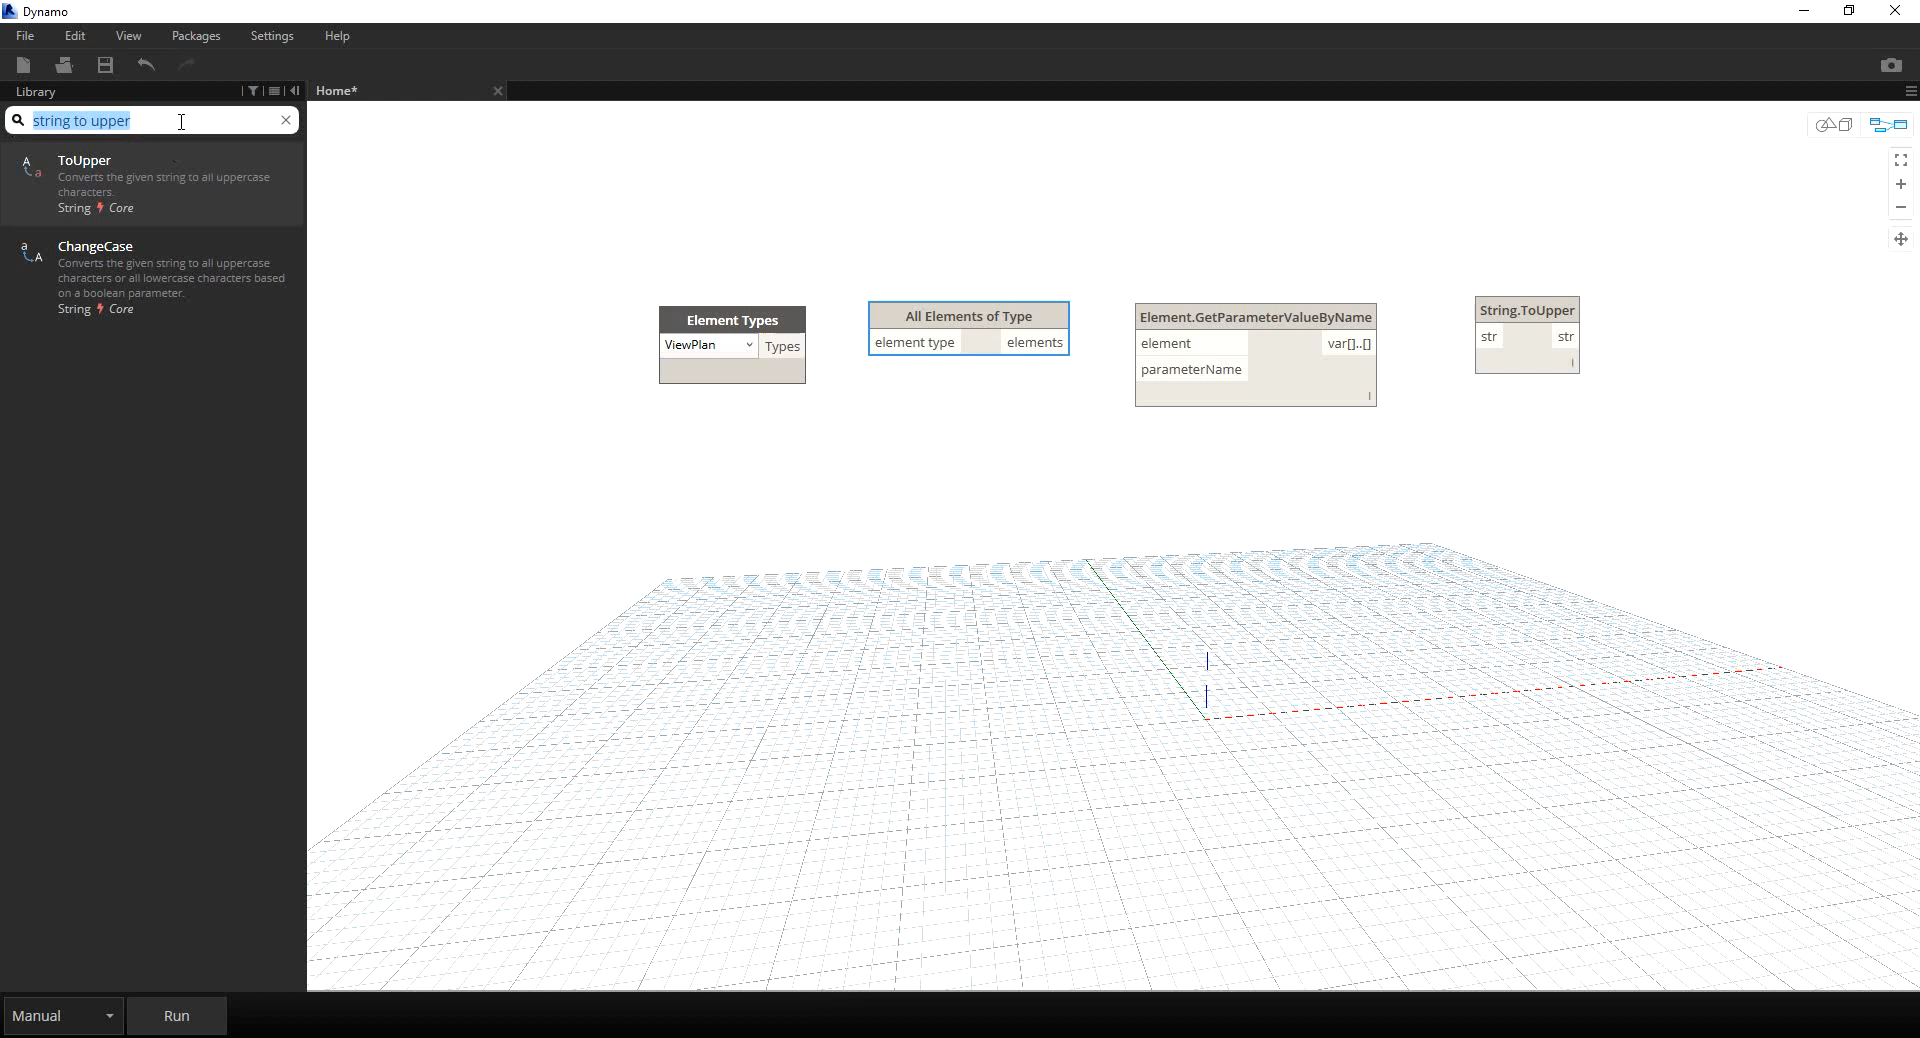 Dynamo
File Edit View Packages Settings Help
Library
Home*
string to upper
ToUpper
Converts the given string to all uppercase
characters.
String Core
ChangeCase
Converts the given string to all uppercase
characters or all lowercase characters based
on a boolean parameter.
String Core
Element Types
ViewPlan Types
All Elements of Type
element type elements
Element.GetParameterValueByName
element var[]..[]
parameterName
String.ToUpper
str str
Manual Run